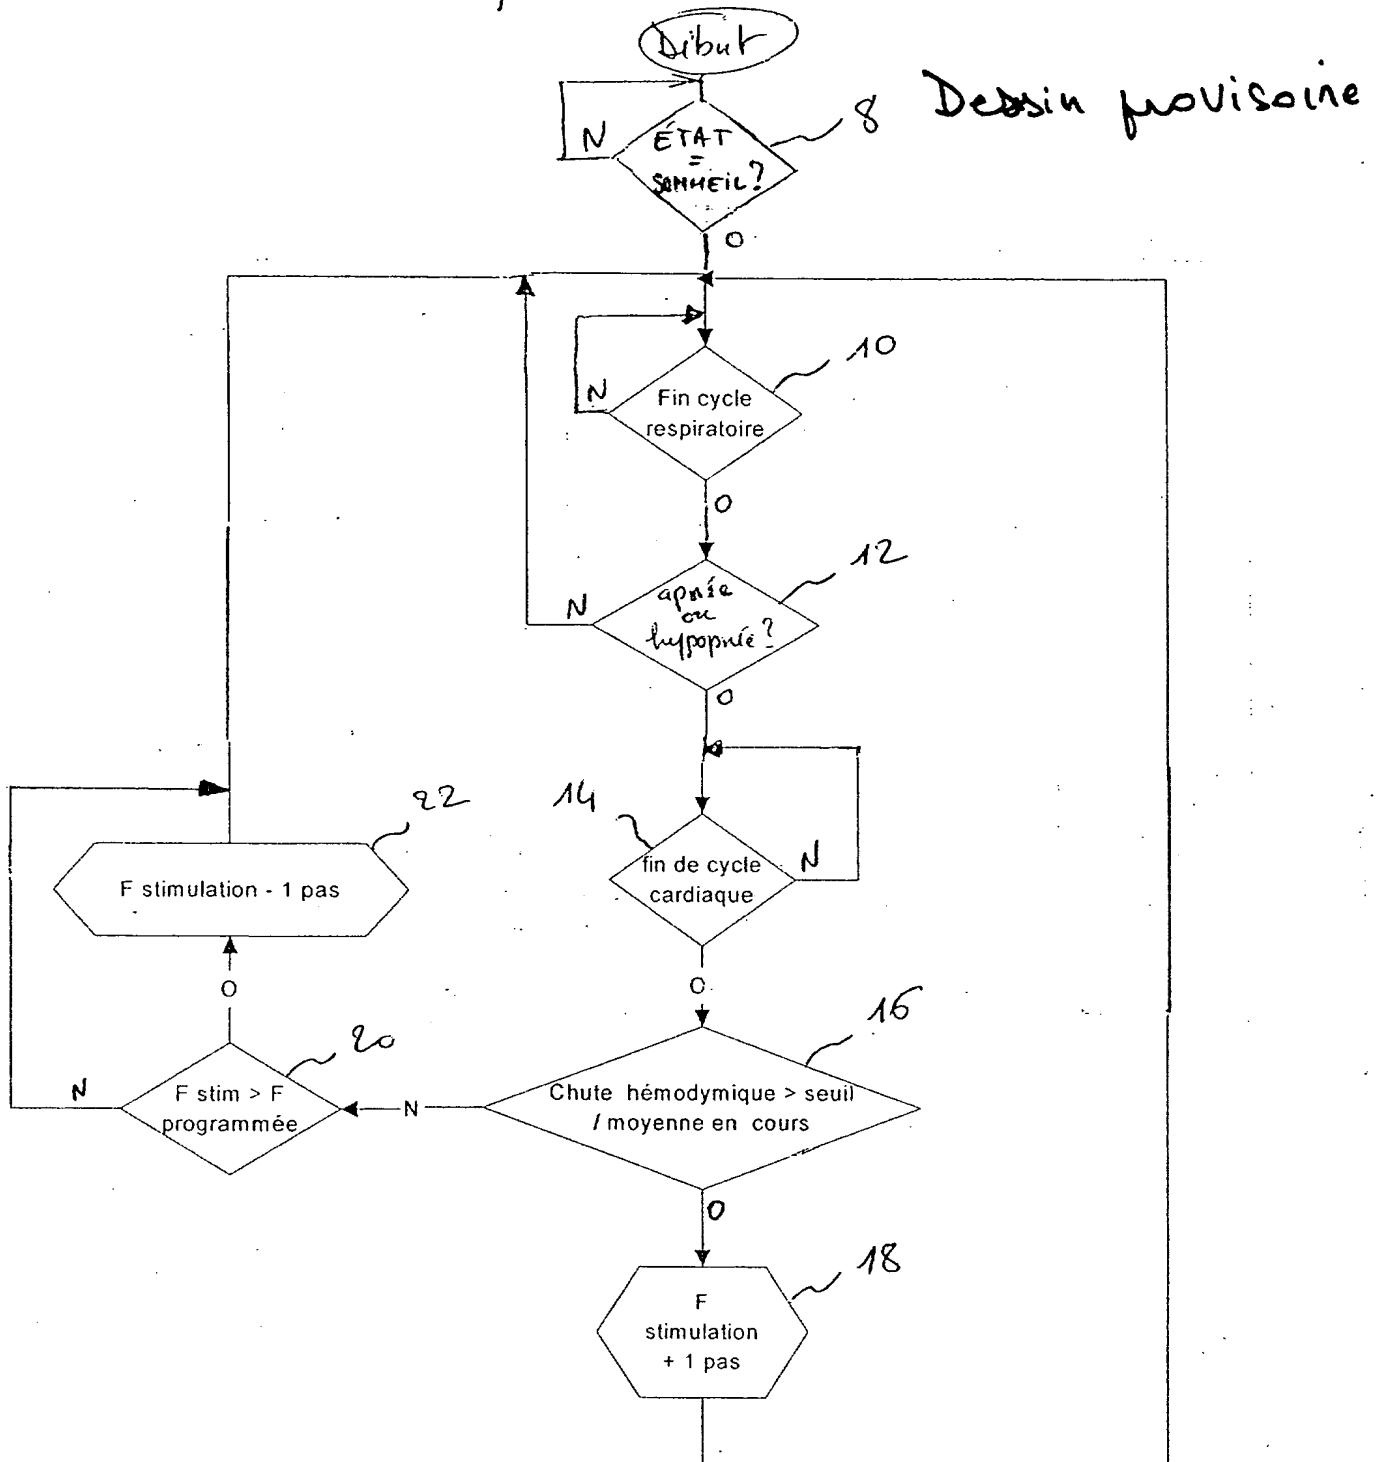 Début
Dessin provisoire
8
N
ÉTAT
=
SOMMEIL?
O
10
N
Fin cycle
respiratoire
O
12
N
apnée
ou
hypopnée?
O
14
fin de cycle
cardiaque
N
O
22
F stimulation - 1 pas
O
20
F stim > F
programmée
N
N
16
Chute hémodymique > seuil
/ moyenne en cours
O
18
F
stimulation
+ 1 pas